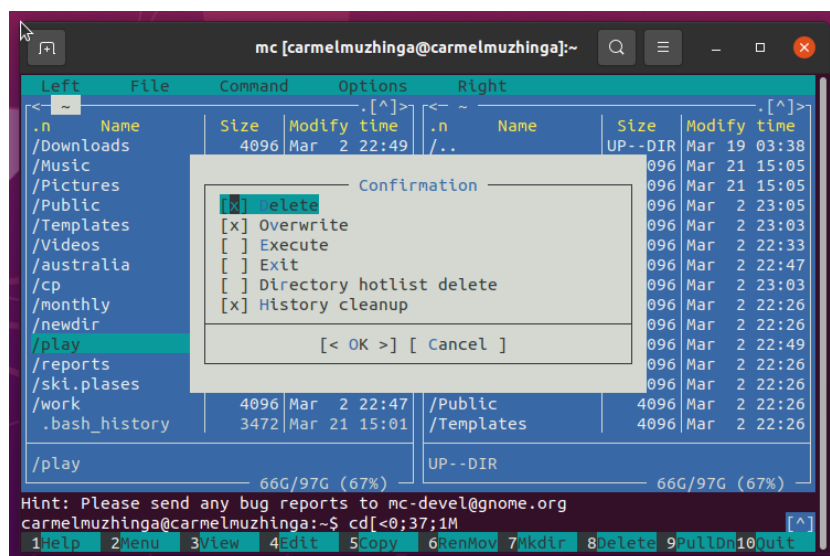 mc [carmelmuzhinga@carmelmuzhinga]:~
Left File Command Options Right
<─ ~ ─.[^]> <─ ~ ─.[^]>
.n Name Size Modify time .n Name Size Modify time
/Downloads 4096 Mar 2 22:49 /.. UP--DIR Mar 19 03:38
/Music 096 Mar 21 15:05
/Pictures Confirmation 096 Mar 21 15:05
/Public [x] Delete 096 Mar 2 23:05
/Templates [x] Overwrite 096 Mar 2 23:03
/Videos [ ] Execute 096 Mar 2 22:33
/australia [ ] Exit 096 Mar 2 22:47
/cp [ ] Directory hotlist delete 096 Mar 2 23:03
/monthly [x] History cleanup 096 Mar 2 22:26
/newdir 096 Mar 2 22:26
/play [< OK >] [ Cancel ] 096 Mar 2 22:49
/reports 096 Mar 2 22:26
/ski.plases 096 Mar 2 22:26
/work 4096 Mar 2 22:47 /Public 4096 Mar 2 22:26
.bash_history 3472 Mar 21 15:01 /Templates 4096 Mar 2 22:26
/play UP--DIR
66G/97G (67%) 66G/97G (67%)
Hint: Please send any bug reports to mc-devel@gnome.org
carmelmuzhinga@carmelmuzhinga:~$ cd[<0;37;1M [^]
1Help 2Menu 3View 4Edit 5Copy 6RenMov 7Mkdir 8Delete 9PullDn 10Quit